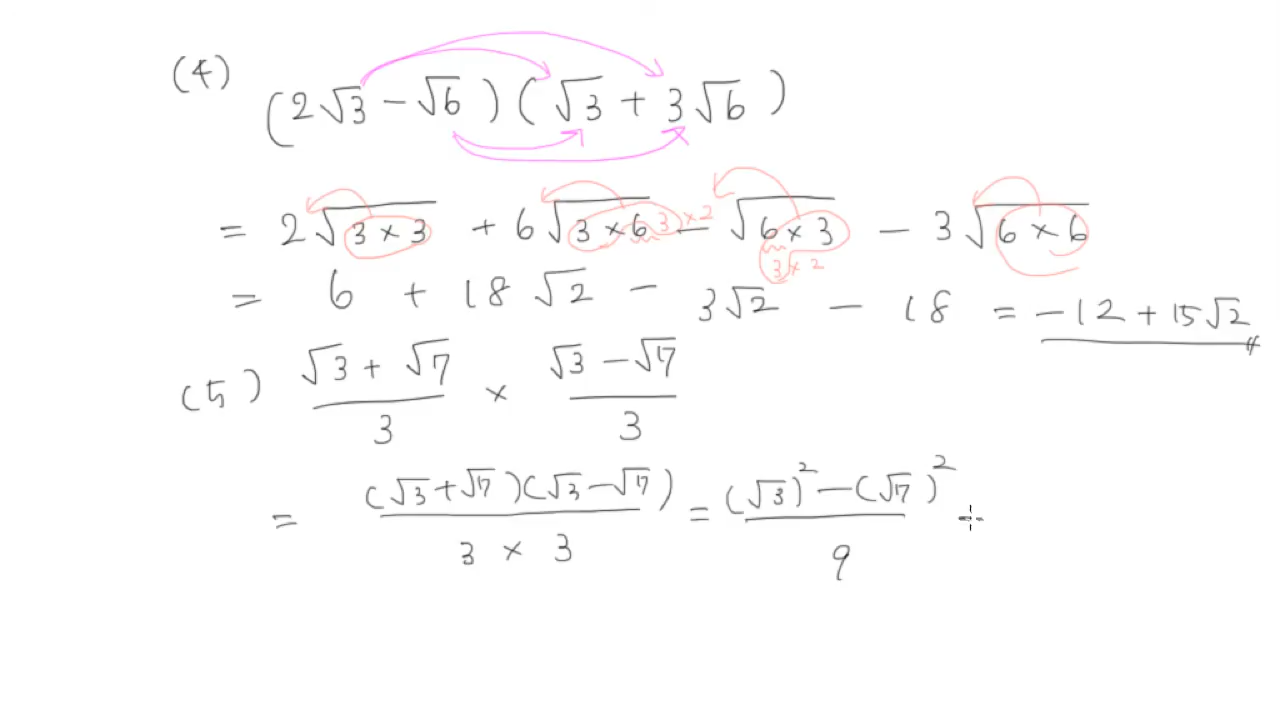 (4) (2√3 − √6)(√3 + 3√6)
= 2√(3 × 3) + 6√(3 × 6) − √(6 × 3) − 3√(6 × 6)
3 × 2
3 × 2
= 6 + 18√2 − 3√2 − 18 = −12 + 15√2
(5) (√3 + √7)/3 × (√3 − √7)/3
= (√3 + √7)(√3 − √7)/(3 × 3) = ((√3)² − (√7)²)/9